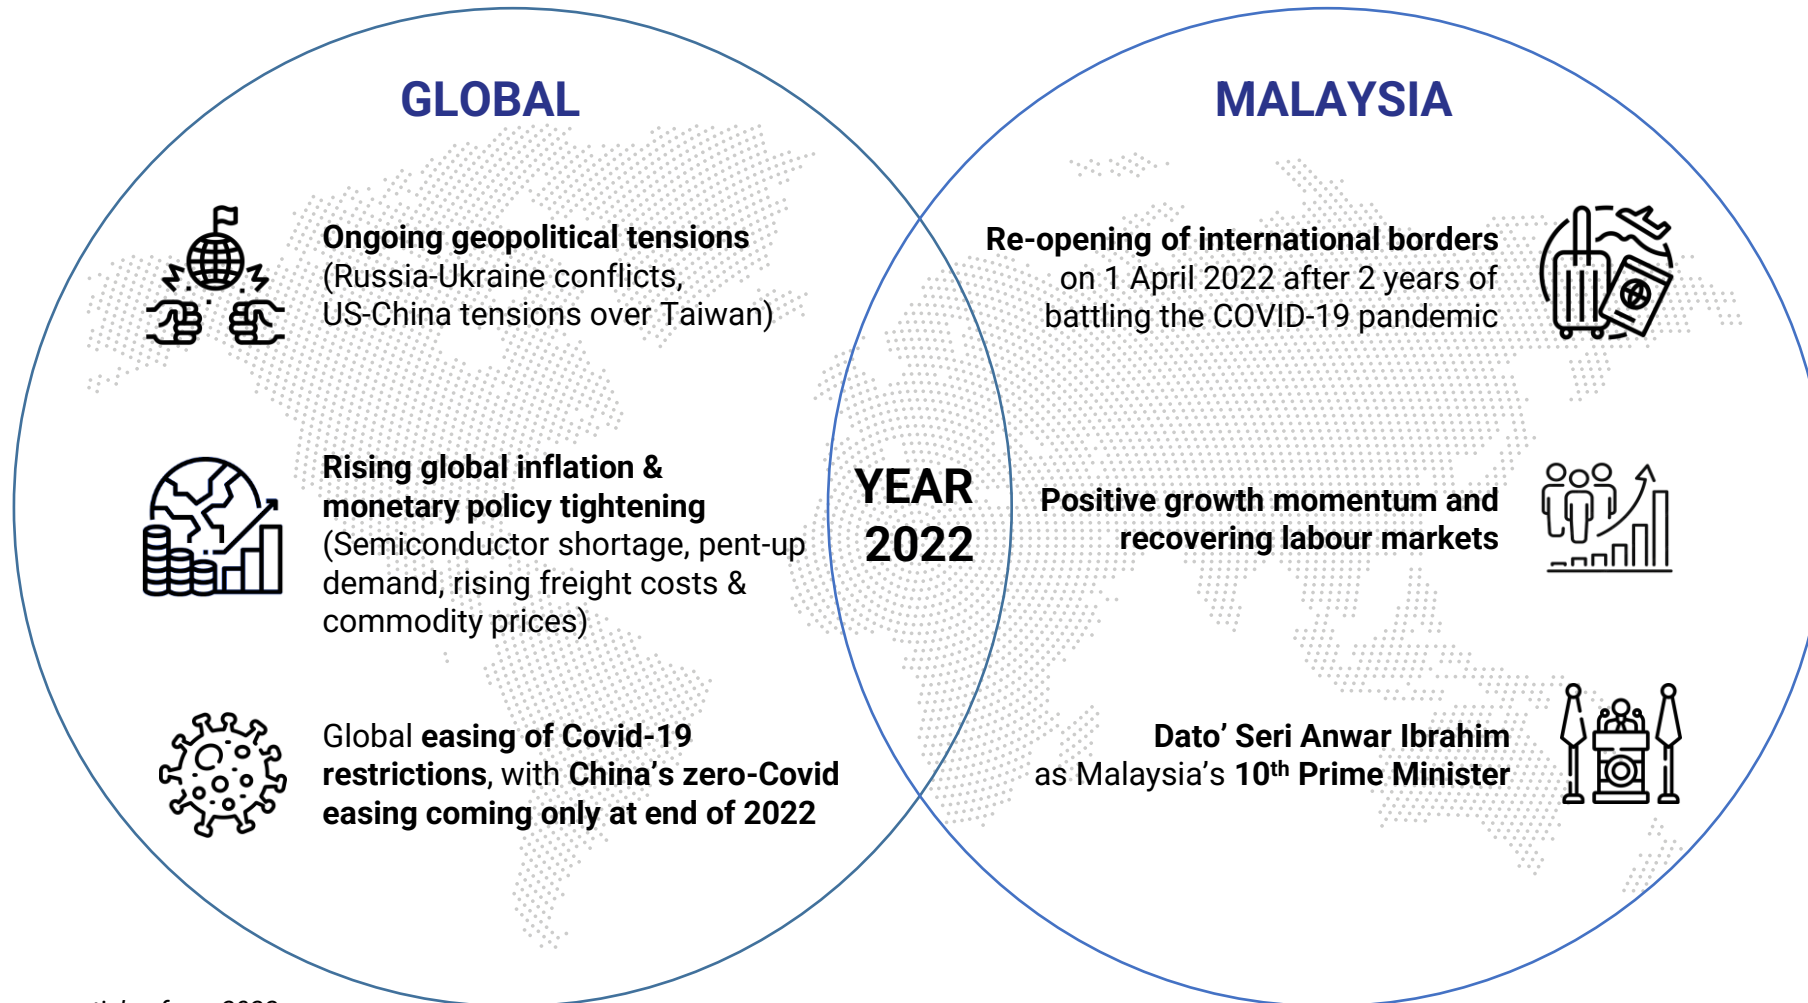 GLOBAL
Ongoing geopolitical tensions
(Russia-Ukraine conflicts,
US-China tensions over Taiwan)
Rising global inflation &
monetary policy tightening
(Semiconductor shortage, pent-up
demand, rising freight costs &
commodity prices)
Global easing of Covid-19
restrictions, with China’s zero-Covid
easing coming only at end of 2022
YEAR
2022
MALAYSIA
Re-opening of international borders
on 1 April 2022 after 2 years of
battling the COVID-19 pandemic
Positive growth momentum and
recovering labour markets
Dato’ Seri Anwar Ibrahim
as Malaysia’s 10th Prime Minister